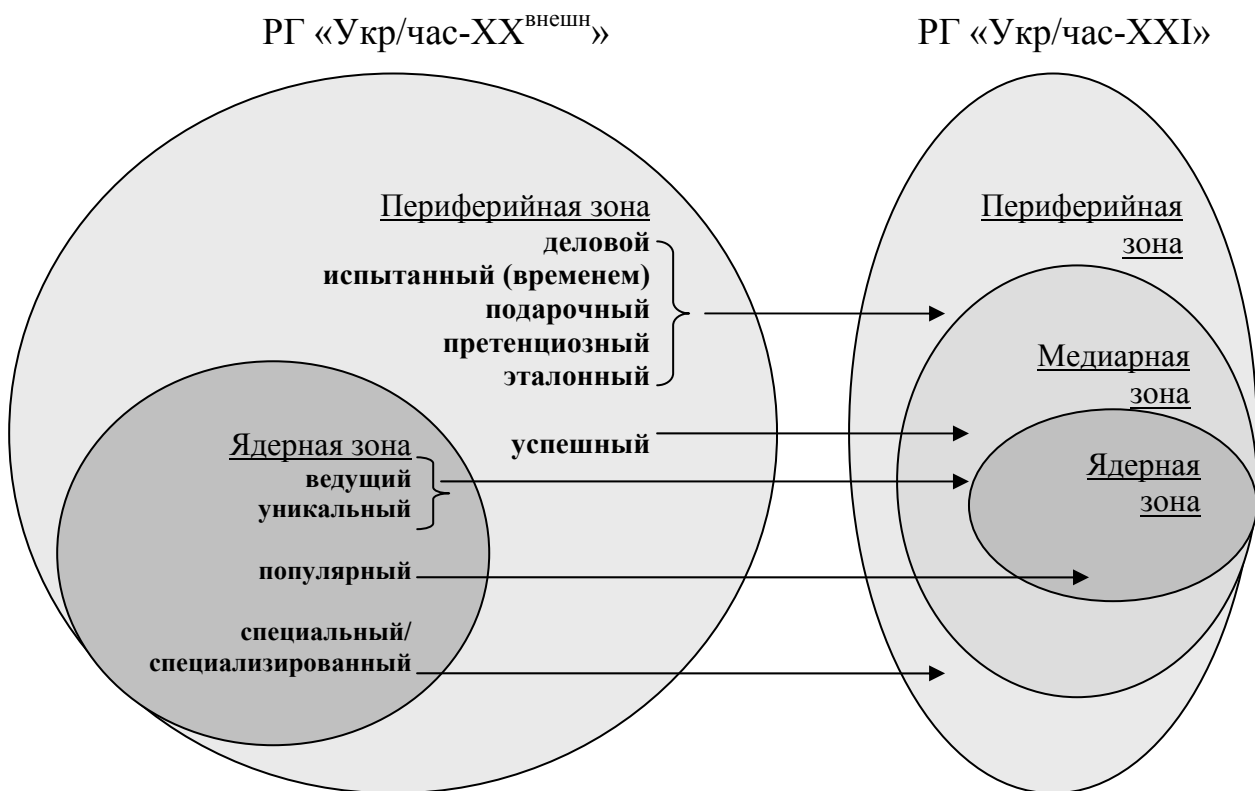 РГ «Укр/час-XX^внешн»
РГ «Укр/час-XXI»
Периферийная зона
деловой
испытанный (временем)
подарочный
претенциозный
эталонный
успешный
Ядерная зона
ведущий
уникальный
популярный
специальный/
специализированный
Периферийная
зона
Медиарная
зона
Ядерная
зона